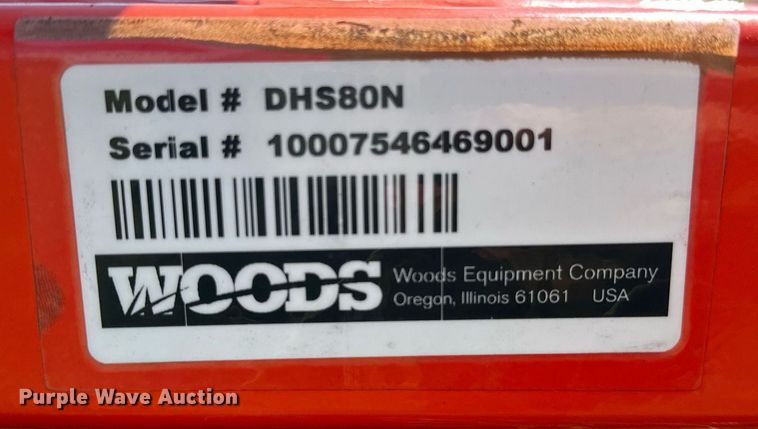 Model # DHS80N
Serial # 10007546469001
WOODS
Woods Equipment Company
Oregon, Illinois 61061 USA
Purple Wave Auction